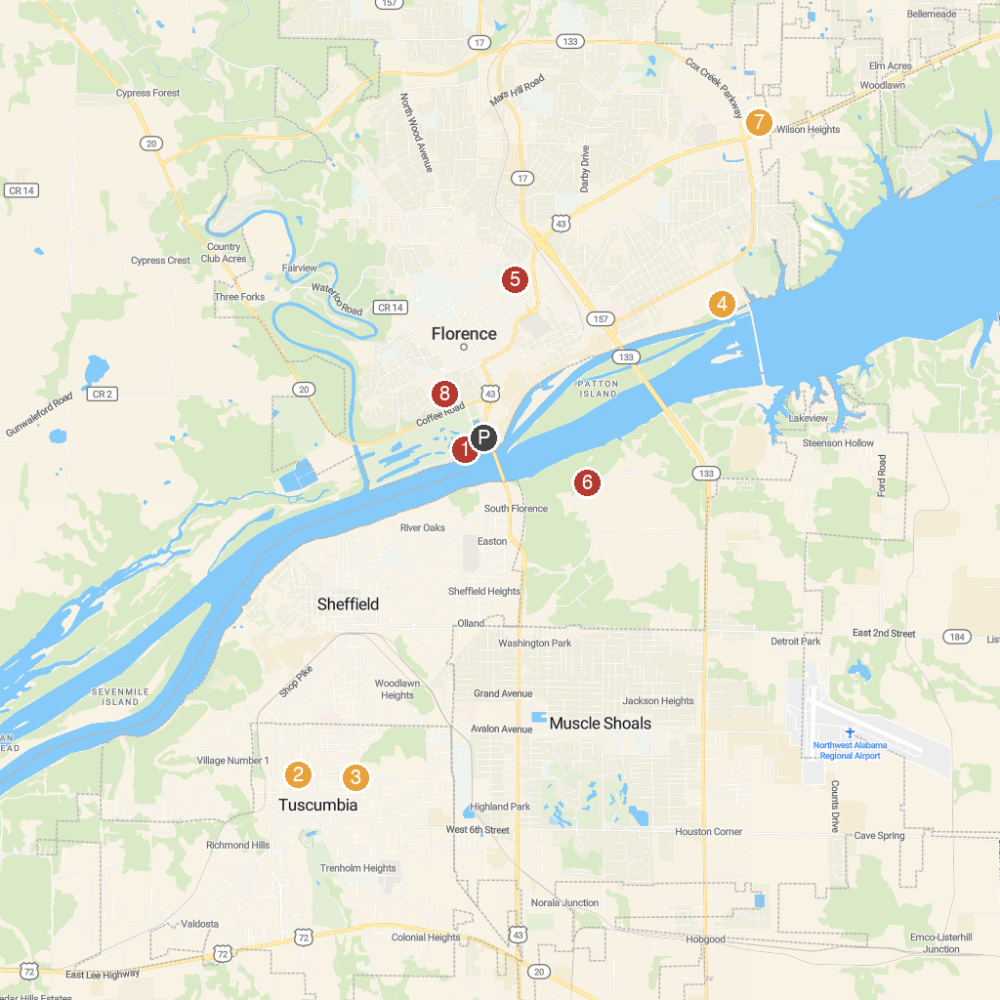 157
Bellemeade
17
133
Elm Acres
Cox Creek Parkway
Woodlawn
Mars Hill Road
Cypress Forest
North Wood Avenue
7
Wilson Heights
20
Darby Drive
17
CR 14
43
Country
Club Acres
Cypress Crest
Fairview
5
Three Forks
Waterloo Road
CR 14
4
157
Florence
133
20
PATTON
ISLAND
CR 2
8
43
Gunwaleford Road
Coffee Road
Lakeview
P
1
Steenson Hollow
Ford Road
133
6
South Florence
River Oaks
Easton
Sheffield Heights
Sheffield
Olland
East 2nd Street
184
Detroit Park
Washington Park
Shop Pike
Woodlawn
Heights
SEVENMILE
ISLAND
Grand Avenue
Jackson Heights
Avalon Avenue
Muscle Shoals
AN
EAD
Northwest Alabama
Regional Airport
Village Number 1
2
3
Tuscumbia
Highland Park
Counts Drive
West 6th Street
Houston Corner
Cave Spring
Richmond Hills
Trenholm Heights
Norala Junction
Valdosta
72
43
Colonial Heights
Hobgood
Emco-Listerhill
Junction
72
72
East Lee Highway
20
edar Hills Estates